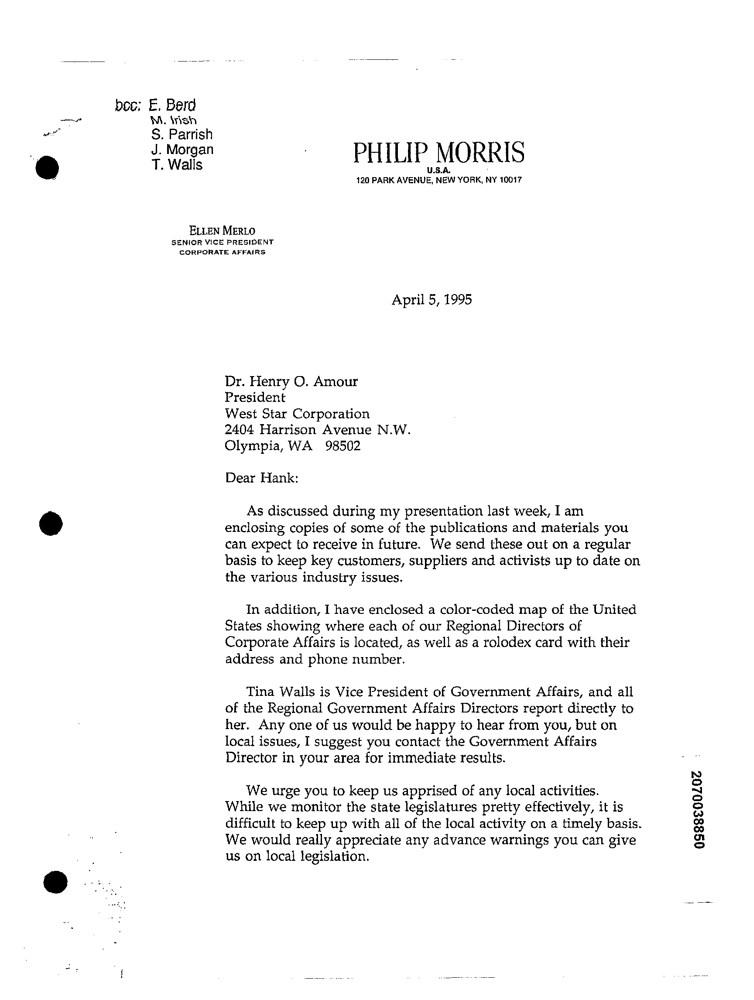 bcc: E. Berd
M. Irish
S. Parrish
J. Morgan
T. Walls
PHILIP MORRIS
U.S.A.
120 PARK AVENUE, NEW YORK, NY 10017
ELLEN MERLO
SENIOR VICE PRESIDENT
CORPORATE AFFAIRS
April 5, 1995
Dr. Henry O. Amour
President
West Star Corporation
2404 Harrison Avenue N.W.
Olympia, WA 98502
Dear Hank:
As discussed during my presentation last week, I am
enclosing copies of some of the publications and materials you
can expect to receive in future. We send these out on a regular
basis to keep key customers, suppliers and activists up to date on
the various industry issues.
In addition, I have enclosed a color-coded map of the United
States showing where each of our Regional Directors of
Corporate Affairs is located, as well as a rolodex card with their
address and phone number.
Tina Walls is Vice President of Government Affairs, and all
of the Regional Government Affairs Directors report directly to
her. Any one of us would be happy to hear from you, but on
local issues, I suggest you contact the Government Affairs
Director in your area for immediate results.
We urge you to keep us apprised of any local activities.
While we monitor the state legislatures pretty effectively, it is
difficult to keep up with all of the local activity on a timely basis.
We would really appreciate any advance warnings you can give
us on local legislation.
2070038850